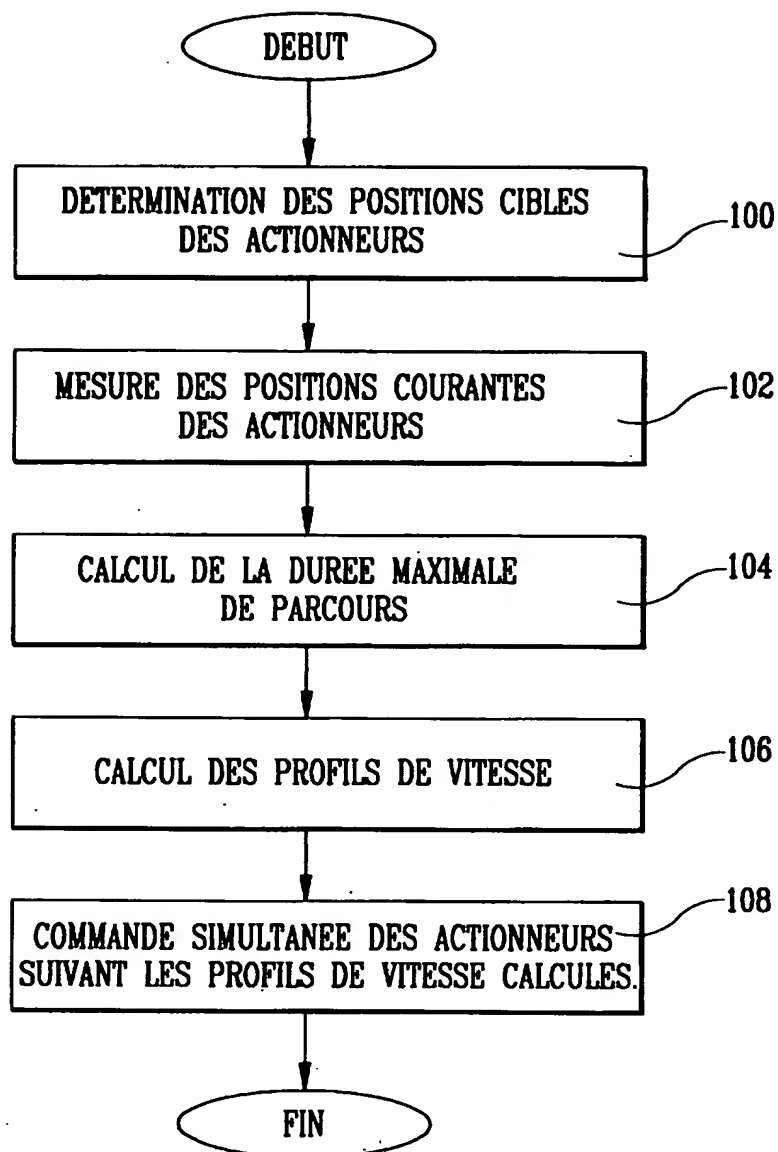 DEBUT
DETERMINATION DES POSITIONS CIBLES
DES ACTIONNEURS
100
MESURE DES POSITIONS COURANTES
DES ACTIONNEURS
102
CALCUL DE LA DUREE MAXIMALE
DE PARCOURS
104
CALCUL DES PROFILS DE VITESSE
106
COMMANDE SIMULTANEE DES ACTIONNEURS
SUIVANT LES PROFILS DE VITESSE CALCULES.
108
FIN